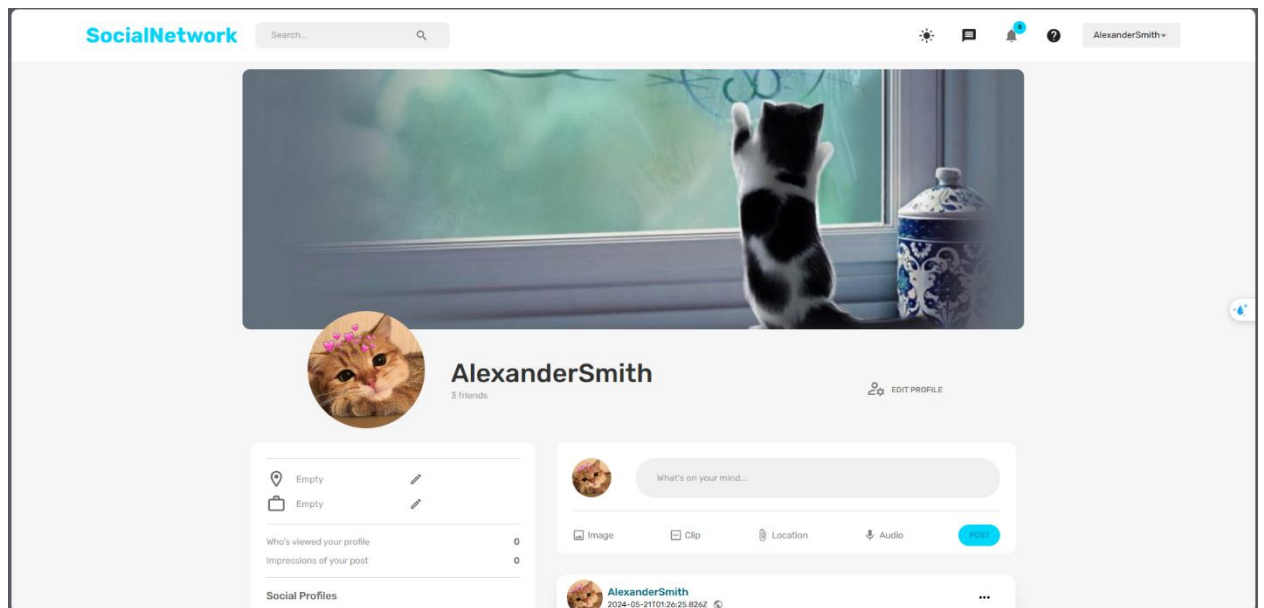 SocialNetwork
Search...
6
AlexanderSmith
AlexanderSmith
3 friends
EDIT PROFILE
Empty
Empty
Who's viewed your profile 0
Impressions of your post 0
Social Profiles
What's on your mind...
Image Clip Location Audio POST
AlexanderSmith
2024-05-21T01:26:25.826Z